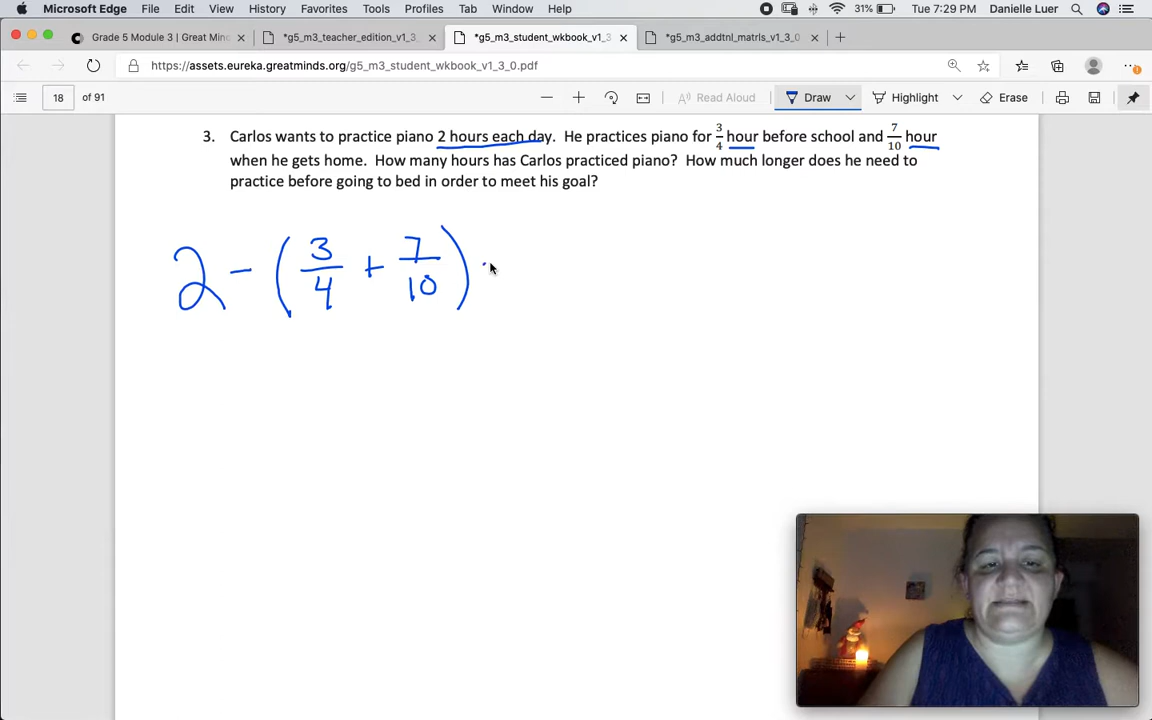 Microsoft Edge File Edit View History Favorites Tools Profiles Tab Window Help 31% Tue 7:29 PM Danielle Luer
Grade 5 Module 3 | Great Min *g5_m3_teacher_edition_v1_3_ *g5_m3_student_wkbook_v1_3 *g5_m3_addtnl_matrls_v1_3_0
https://assets.eureka.greatminds.org/g5_m3_student_wkbook_v1_3_0.pdf
18 of 91 Read Aloud Draw Highlight Erase
3. Carlos wants to practice piano 2 hours each day. He practices piano for 3/4 hour before school and 7/10 hour
when he gets home. How many hours has Carlos practiced piano? How much longer does he need to
practice before going to bed in order to meet his goal?
2 - (3/4 + 7/10)